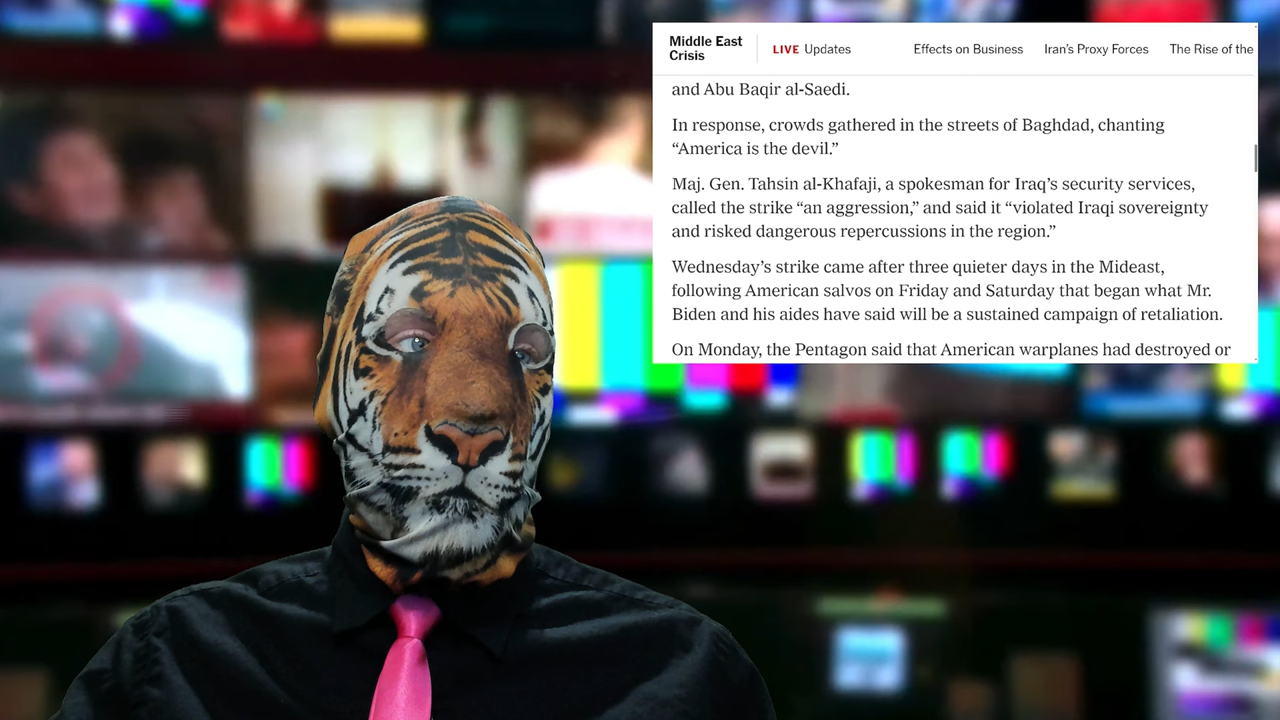 Middle East
Crisis
LIVE Updates
Effects on Business
Iran's Proxy Forces
The Rise of the
and Abu Baqir al-Saedi.
In response, crowds gathered in the streets of Baghdad, chanting
“America is the devil.”
Maj. Gen. Tahsin al-Khafaji, a spokesman for Iraq’s security services,
called the strike “an aggression,” and said it “violated Iraqi sovereignty
and risked dangerous repercussions in the region.”
Wednesday’s strike came after three quieter days in the Mideast,
following American salvos on Friday and Saturday that began what Mr.
Biden and his aides have said will be a sustained campaign of retaliation.
On Monday, the Pentagon said that American warplanes had destroyed or